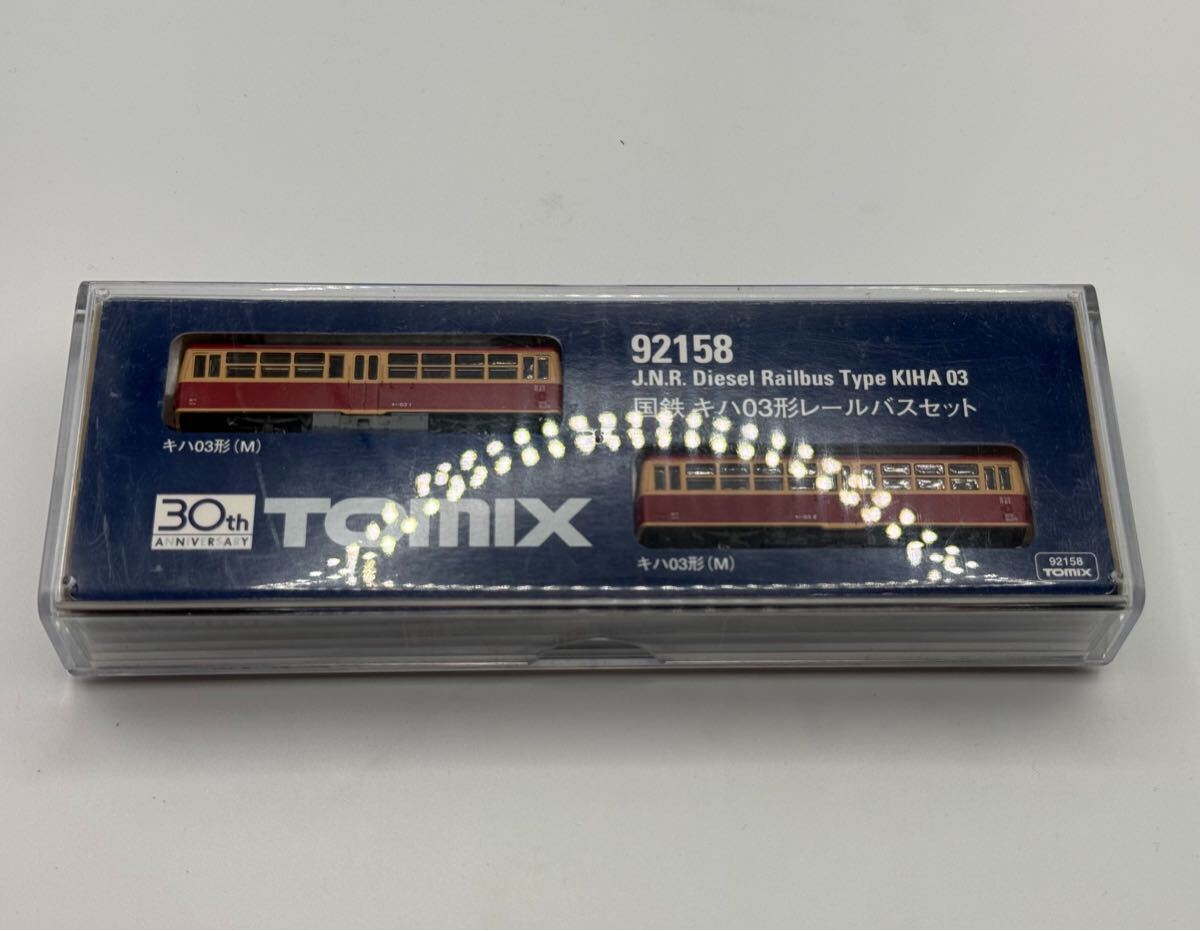 92158
J.N.R. Diesel Railbus Type KIHA 03
国鉄 キハ03形レールバスセット
キハ03形(M)
30th
ANNIVERSARY
TOMIX
キハ03形(M)
92158
TOMIX